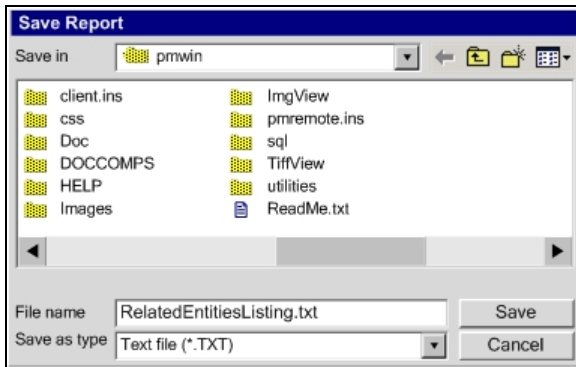 Save Report
Save in pmwin
client.ins ImgView
css pmremote.ins
Doc sql
DOCCOMPS TiffView
HELP utilities
Images ReadMe.txt
File name RelatedEntitiesListing.txt Save
Save as type Text file (*.TXT) Cancel